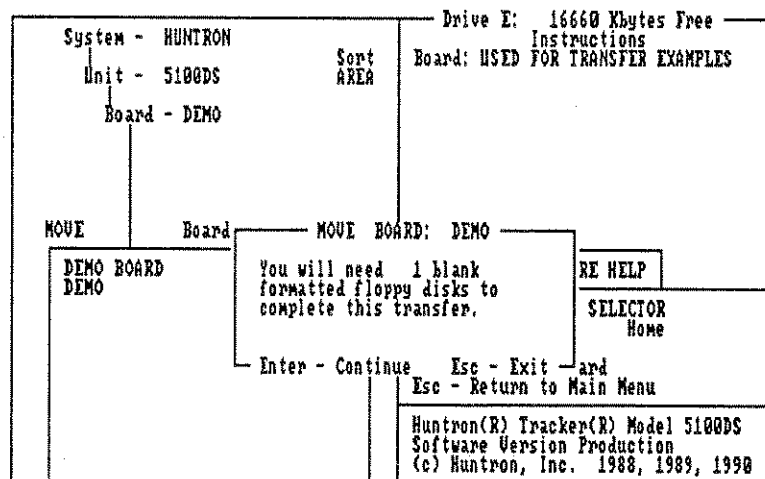 Drive E:   16660 Kbytes Free
System -  HUNTRON
Instructions
Sort
AREA
Board: USED FOR TRANSFER EXAMPLES
Unit -  5100DS
Board - DEMO
MOVE
Board
MOVE  BOARD:  DEMO
DEMO BOARD
DEMO
You will need   1 blank
formatted floppy disks to
complete this transfer.
RE HELP
SELECTOR
Home
Enter - Continue    Esc - Exit
ard
Esc - Return to Main Menu
Huntron(R) Tracker(R) Model 5100DS
Software Version Production
(c) Huntron, Inc.  1988, 1989, 1990